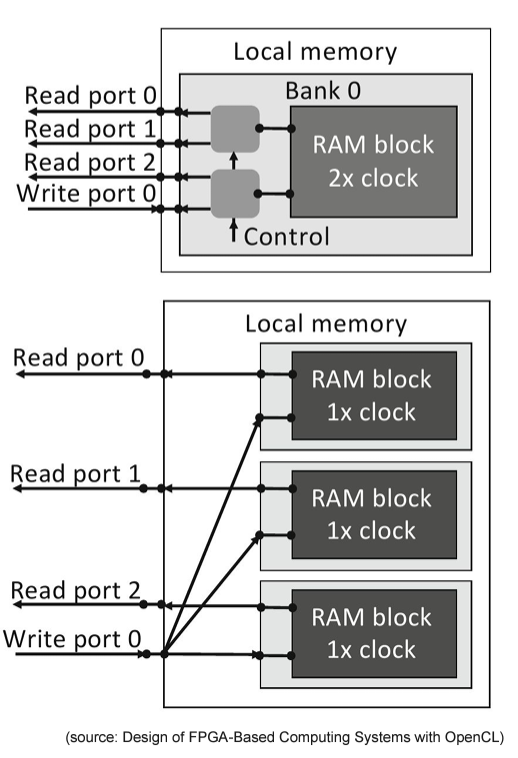 Local memory
Bank 0
Read port 0
Read port 1
Read port 2
Write port 0
RAM block
2x clock
Control
Local memory
Read port 0
RAM block
1x clock
Read port 1
RAM block
1x clock
Read port 2
Write port 0
RAM block
1x clock
(source: Design of FPGA-Based Computing Systems with OpenCL)